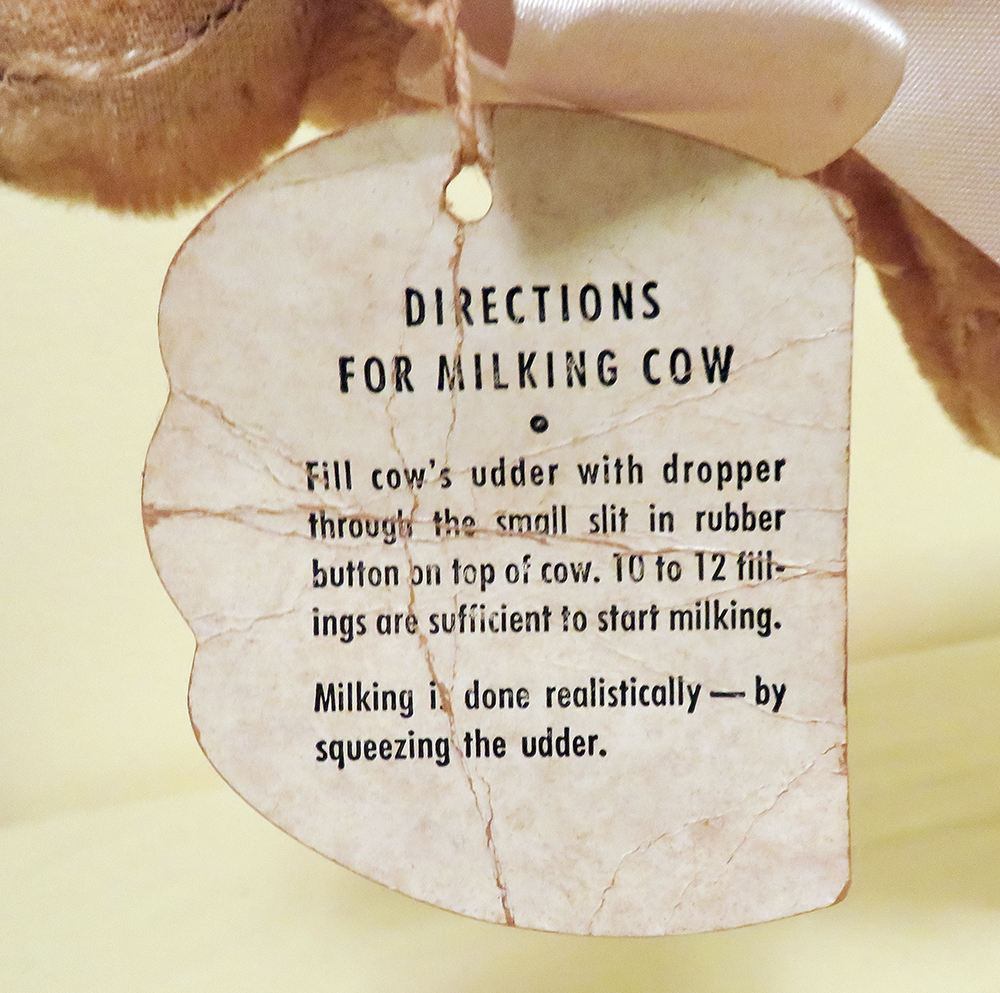 DIRECTIONS
FOR MILKING COW
Fill cow's udder with dropper
through the small slit in rubber
button on top of cow. 10 to 12 fill-
ings are sufficient to start milking.
Milking is done realistically — by
squeezing the udder.